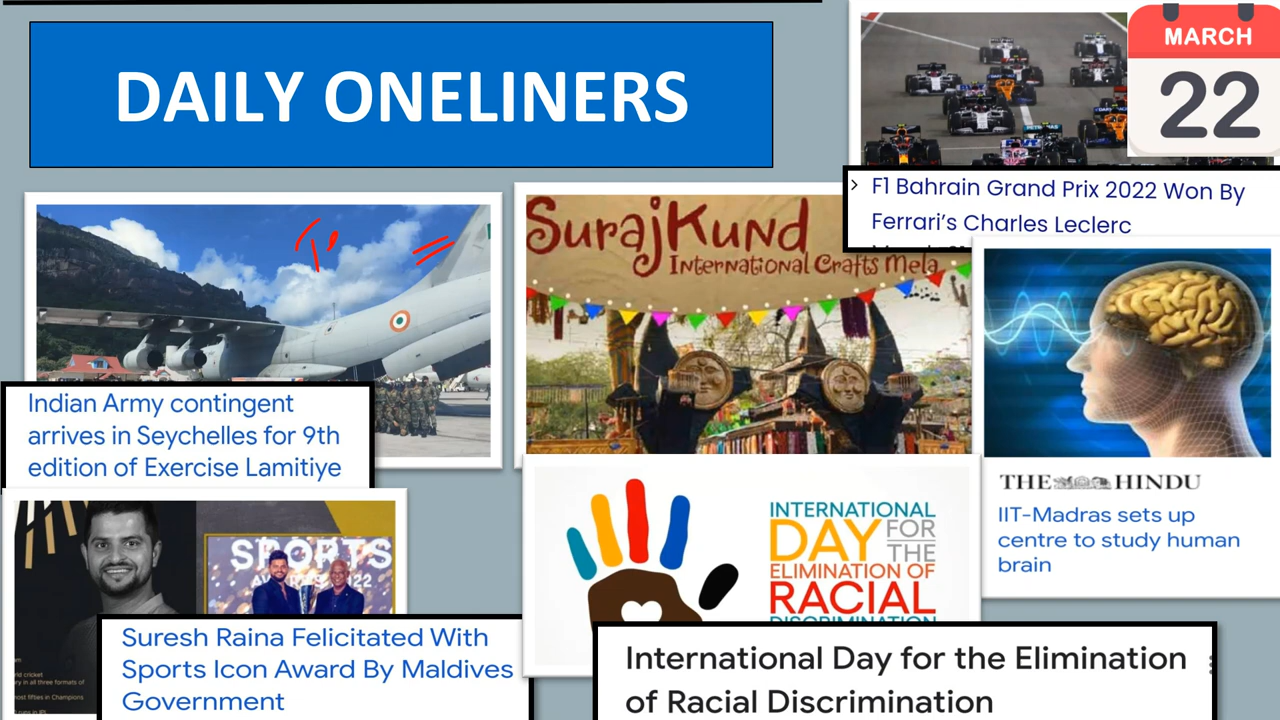 DAILY ONELINERS
MARCH
22
F1 Bahrain Grand Prix 2022 Won By
Ferrari's Charles Leclerc
SurajKund
International Crafts Mela
Indian Army contingent
arrives in Seychelles for 9th
edition of Exercise Lamitiye
THE HINDU
IIT-Madras sets up
centre to study human
brain
SPORTS
2022
Suresh Raina Felicitated With
Sports Icon Award By Maldives
Government
INTERNATIONAL
DAY FOR
THE
ELIMINATION OF
RACIAL
DISCRIMINATION
International Day for the Elimination
of Racial Discrimination